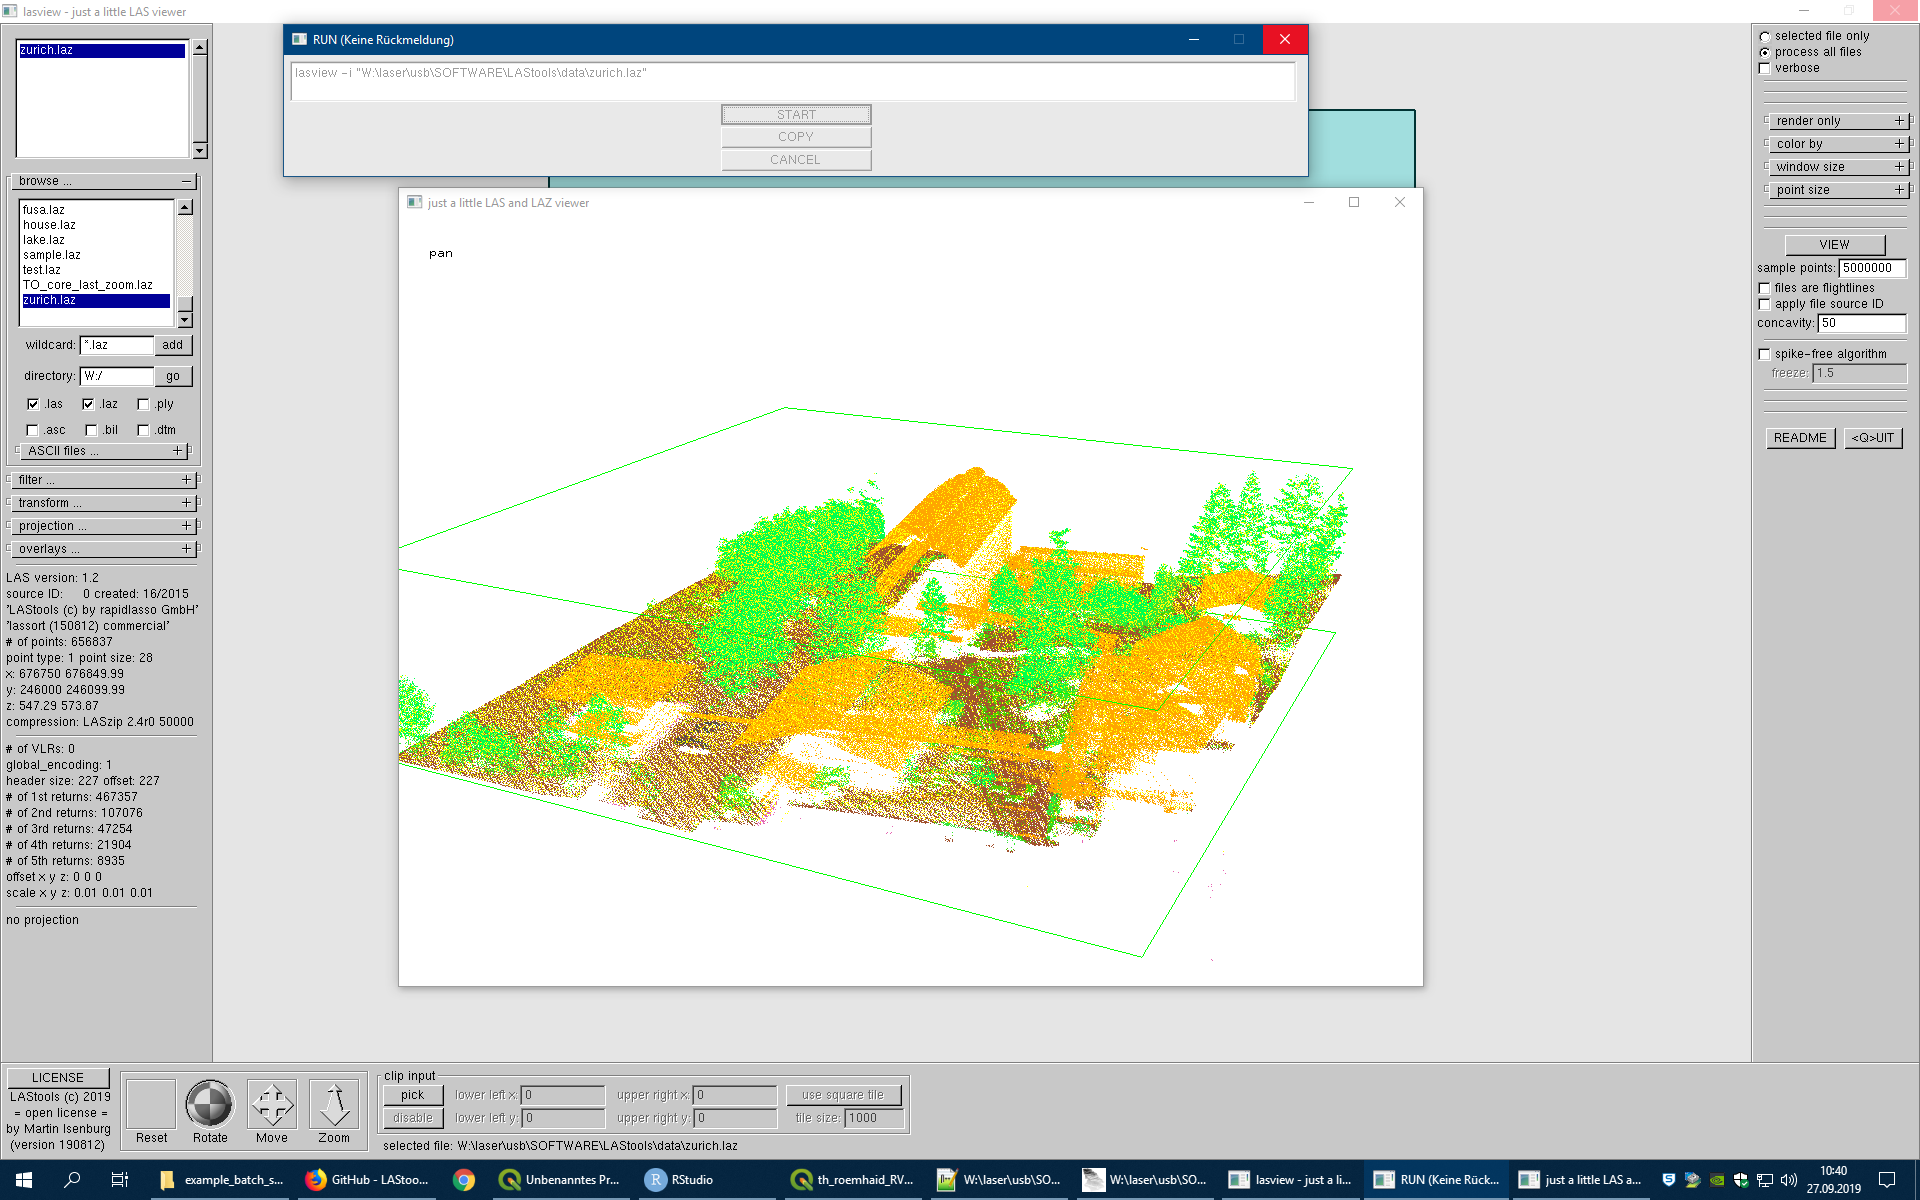 lasview - just a little LAS viewer
zurich.laz
browse ...
fusa.laz
house.laz
lake.laz
sample.laz
test.laz
TO_core_last_zoom.laz
zurich.laz
wildcard: *.laz add
directory: W:/ go
.las .laz .ply
.asc .bil .dtm
ASCII files ...
filter ...
transform ...
projection ...
overlays ...
LAS version: 1.2
source ID: 0 created: 16/2015
'LAStools (c) by rapidlasso GmbH'
'lassort (150812) commercial'
# of points: 656837
point type: 1 point size: 28
x: 676750 676849.99
y: 246000 246099.99
z: 547.29 573.87
compression: LASzip 2.4r0 50000
# of VLRs: 0
global_encoding: 1
header size: 227 offset: 227
# of 1st returns: 467357
# of 2nd returns: 107076
# of 3rd returns: 47254
# of 4th returns: 21904
# of 5th returns: 8935
offset x y z: 0 0 0
scale x y z: 0.01 0.01 0.01
no projection
RUN (Keine Rückmeldung)
lasview -i "W:\laser\usb\SOFTWARE\LAStools\data\zurich.laz"
START
COPY
CANCEL
just a little LAS and LAZ viewer
pan
selected file only
process all files
verbose
render only
color by
window size
point size
VIEW
sample points: 5000000
files are flightlines
apply file source ID
concavity: 50
spike-free algorithm
freeze: 1.5
README <Q>UIT
LICENSE
LAStools (c) 2019
= open license =
by Martin Isenburg
(version 190812)
Reset Rotate Move Zoom
clip input
pick lower left x: 0 upper right x: 0 use square tile
disable lower left y: 0 upper right y: 0 tile size: 1000
selected file: W:\laser\usb\SOFTWARE\LAStools\data\zurich.laz
example_batch_s... GitHub - LAStoo... Unbenanntes Pr... RStudio th_roemhaid_RV... W:\laser\usb\SO... W:\laser\usb\SO... lasview - just a li... RUN (Keine Rück... just a little LAS a...
10:40
27.09.2019